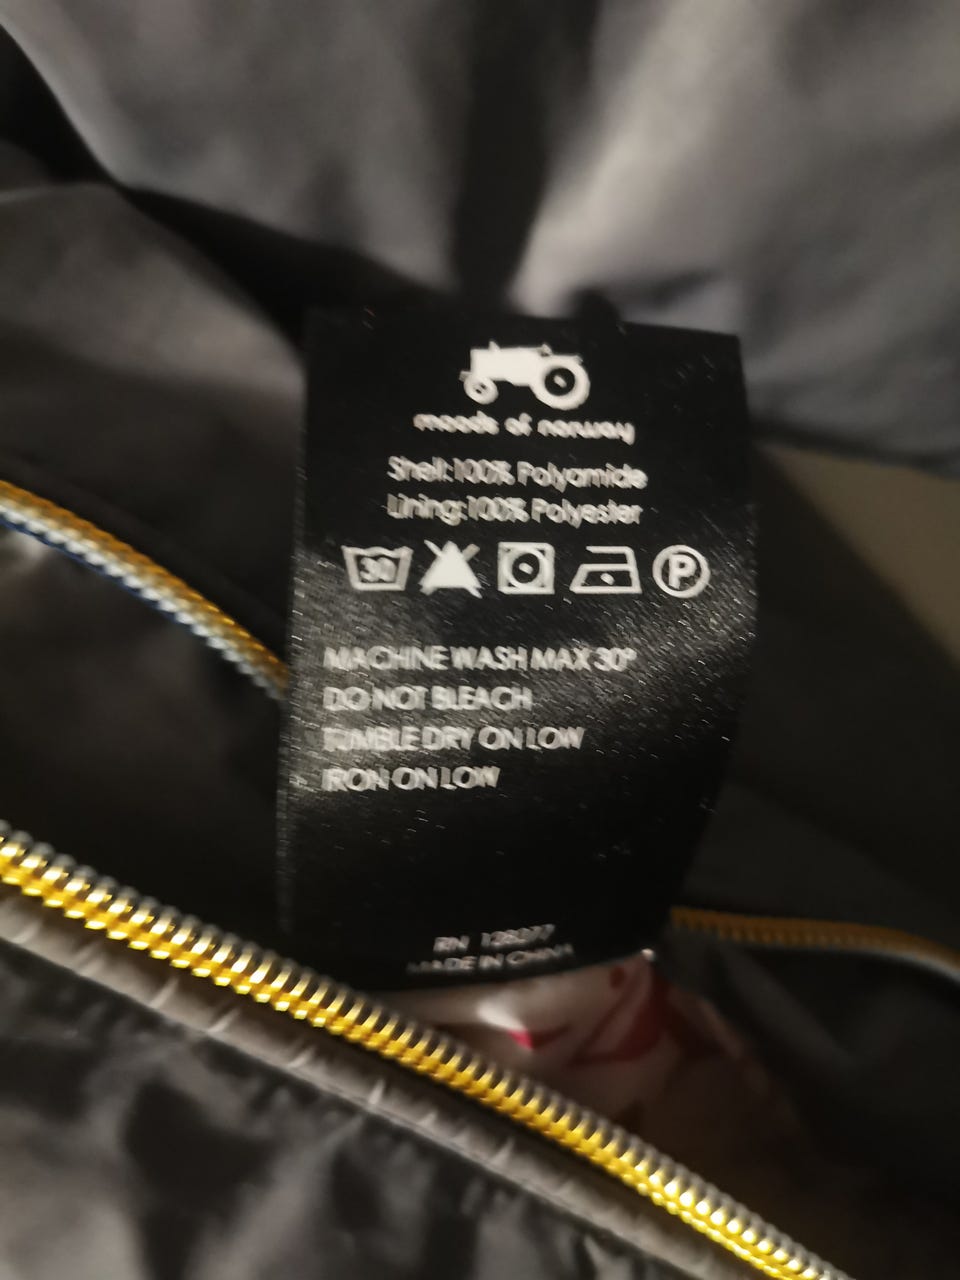 moods of norway
Shell:100% Polyamide
Lining:100% Polyester
30 P
MACHINE WASH MAX 30°
DO NOT BLEACH
TUMBLE DRY ON LOW
IRON ON LOW
RN
MADE IN CHINA